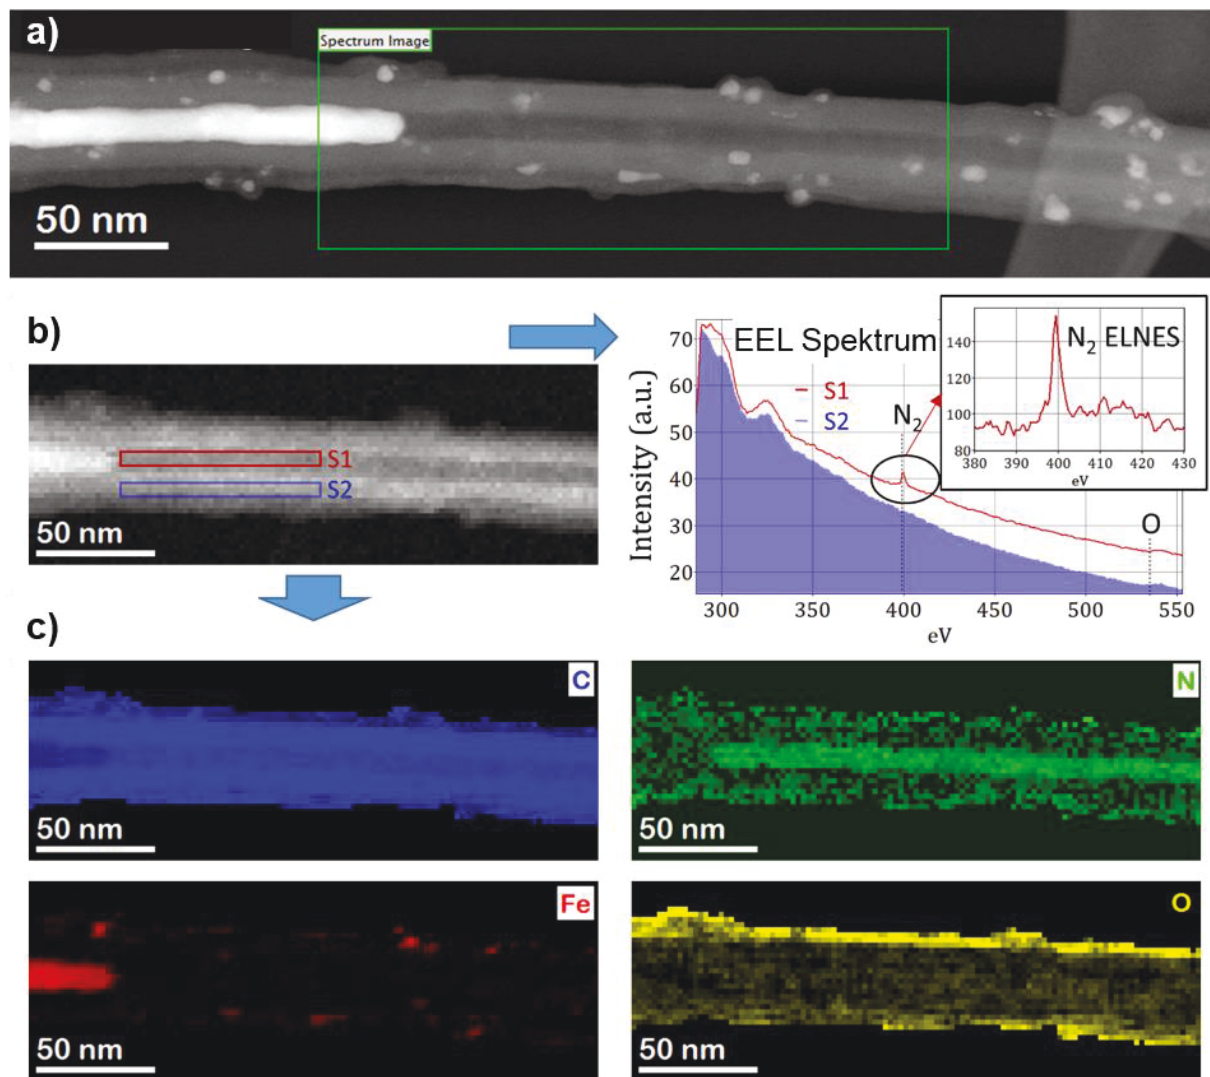 a)
Spectrum Image
50 nm
b)
S1
S2
50 nm
EEL Spektrum
Intensity (a.u.)
70
60
50
40
30
20
S1
S2
N2
O
300
350
400
450
500
550
eV
N2 ELNES
140
120
100
80
380
390
400
410
420
430
eV
c)
C
50 nm
N
50 nm
Fe
50 nm
O
50 nm